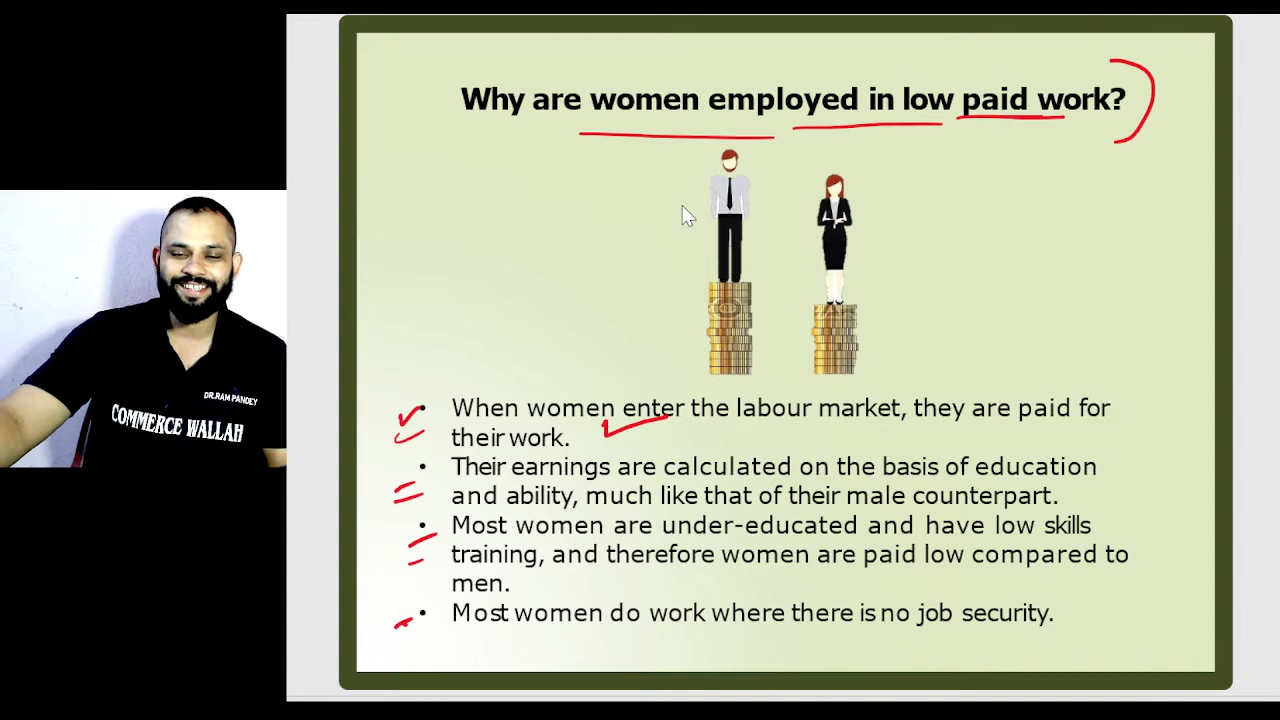 Why are women employed in low paid work?
DR.RAM PANDEY
COMMERCE WALLAH
• When women enter the labour market, they are paid for
their work.
• Their earnings are calculated on the basis of education
and ability, much like that of their male counterpart.
• Most women are under-educated and have low skills
training, and therefore women are paid low compared to
men.
• Most women do work where there is no job security.